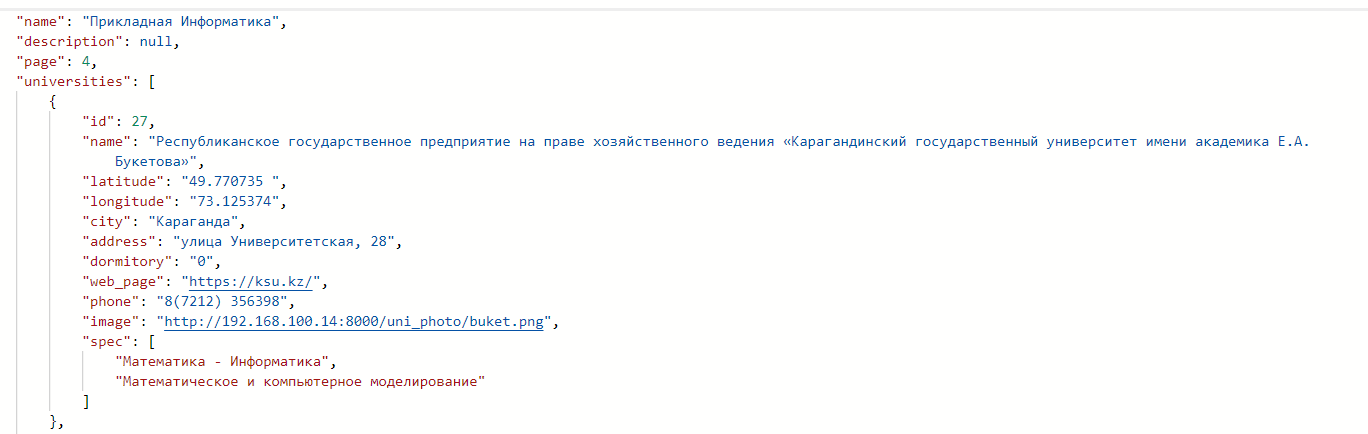 "name": "Прикладная Информатика",
"description": null,
"page": 4,
"universities": [
{
"id": 27,
"name": "Республиканское государственное предприятие на праве хозяйственного ведения «Карагандинский государственный университет имени академика Е.А.
Букетова»",
"latitude": "49.770735 ",
"longitude": "73.125374",
"city": "Караганда",
"address": "улица Университетская, 28",
"dormitory": "0",
"web_page": "https://ksu.kz/",
"phone": "8(7212) 356398",
"image": "http://192.168.100.14:8000/uni_photo/buket.png",
"spec": [
"Математика - Информатика",
"Математическое и компьютерное моделирование"
]
},